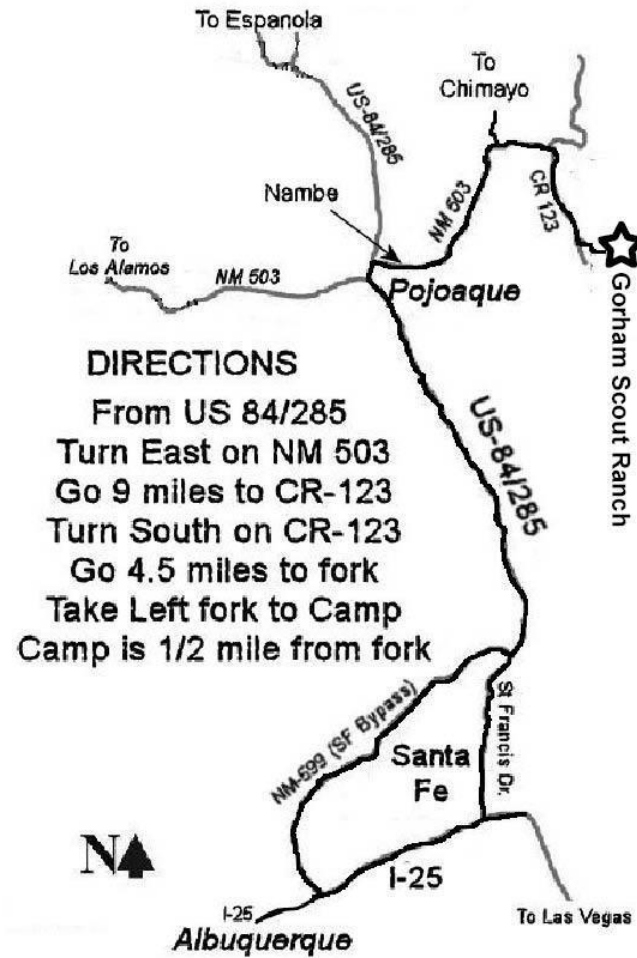 To Espanola
To
Chimayo
US-84/285
CR 123
Nambe
NM 503
To
Los Alamos
NM 503
Pojoaque
Gorham Scout Ranch
DIRECTIONS
From US 84/285
Turn East on NM 503
Go 9 miles to CR-123
Turn South on CR-123
Go 4.5 miles to fork
Take Left fork to Camp
Camp is 1/2 mile from fork
US-84/285
NM-599 (SF Bypass)
St Francis Dr.
Santa
Fe
N
I-25
I-25
Albuquerque
To Las Vegas